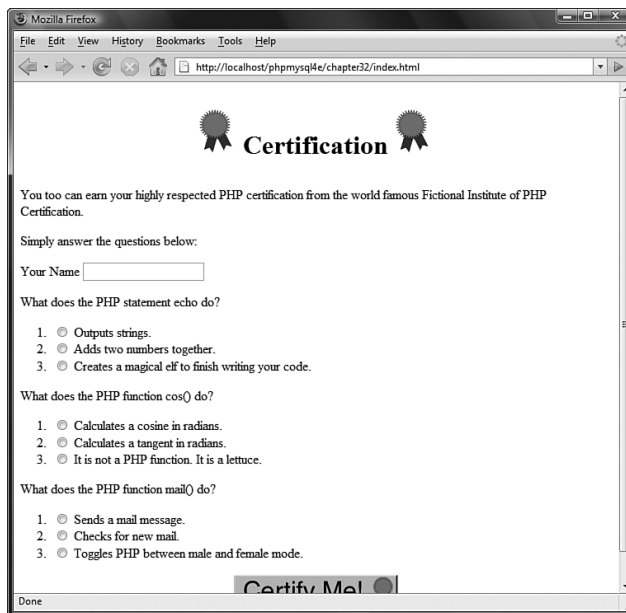 Mozilla Firefox
File Edit View History Bookmarks Tools Help
http://localhost/phpmysql4e/chapter32/index.html
Certification
You too can earn your highly respected PHP certification from the world famous Fictional Institute of PHP
Certification.
Simply answer the questions below:
Your Name
What does the PHP statement echo do?
1. Outputs strings.
2. Adds two numbers together.
3. Creates a magical elf to finish writing your code.
What does the PHP function cos() do?
1. Calculates a cosine in radians.
2. Calculates a tangent in radians.
3. It is not a PHP function. It is a lettuce.
What does the PHP function mail() do?
1. Sends a mail message.
2. Checks for new mail.
3. Toggles PHP between male and female mode.
Certify Me!
Done